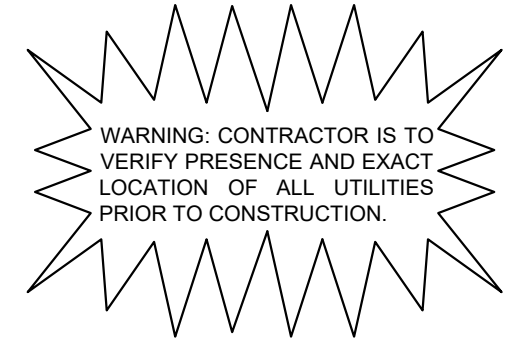 WARNING: CONTRACTOR IS TO
VERIFY PRESENCE AND EXACT
LOCATION OF ALL UTILITIES
PRIOR TO CONSTRUCTION.